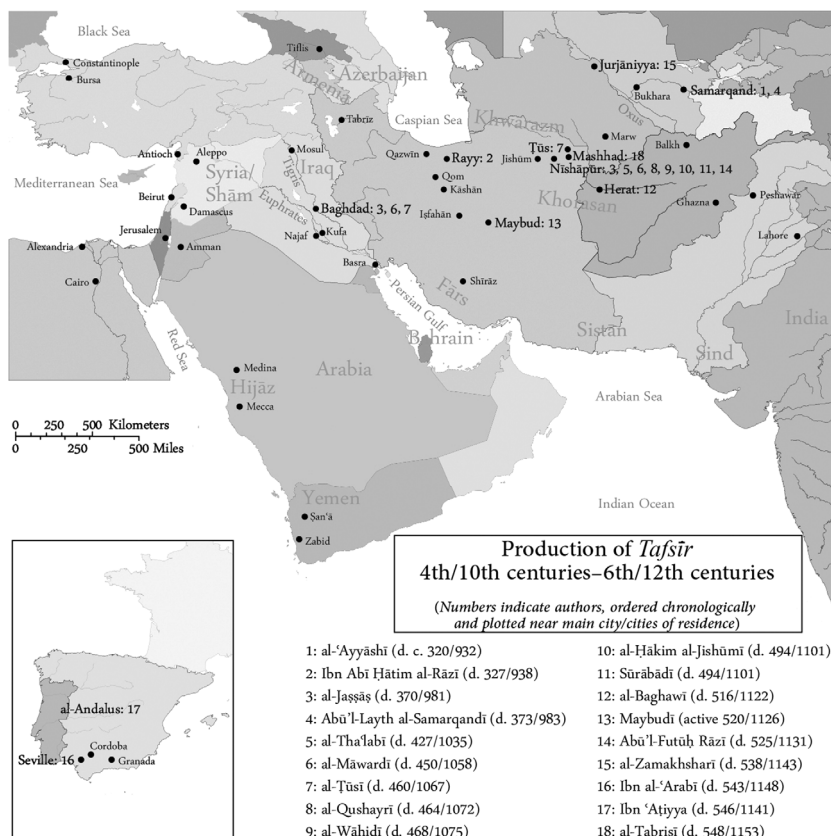 Black Sea
Constantinople
Bursa
Tiflis
Armenia
Azerbaijan
Caspian Sea
Khwarazm
Jurjāniyya: 15
Bukhara
Samarqand: 1, 4
Oxus
Tabrīz
Marw
Balkh
Antioch
Aleppo
Mosul
Qazwīn
Rayy: 2
Jishūm
Ṭūs: 7
Mashhad: 18
Nīshāpūr: 3, 5, 6, 8, 9, 10, 11, 14
Syria/
Shām
Tigris
Iraq
Qom
Kāshān
Mediterranean Sea
Beirut
Damascus
Euphrates
Baghdad: 3, 6, 7
Iṣfahān
Maybud: 13
Khorasan
Herat: 12
Ghazna
Peshawar
Jerusalem
Amman
Najaf
Kufa
Lahore
Alexandria
Cairo
Basra
Shīrāz
Fārs
Persian Gulf
Bahrain
Sistān
Sind
India
Red Sea
Medina
Hijāz
Mecca
Arabia
Arabian Sea
0 250 500 Kilometers
0 250 500 Miles
Yemen
Ṣanʿā
Zabid
Indian Ocean
al-Andalus: 17
Cordoba
Seville: 16
Granada
Production of Tafsīr
4th/10th centuries–6th/12th centuries
(Numbers indicate authors, ordered chronologically
and plotted near main city/cities of residence)
1: al-ʿAyyāshī (d. c. 320/932)
2: Ibn Abī Ḥātim al-Rāzī (d. 327/938)
3: al-Jaṣṣāṣ (d. 370/981)
4: Abū’l-Layth al-Samarqandī (d. 373/983)
5: al-Thaʿlabī (d. 427/1035)
6: al-Māwardī (d. 450/1058)
7: al-Ṭūsī (d. 460/1067)
8: al-Qushayrī (d. 464/1072)
9: al-Wāḥidī (d. 468/1075)
10: al-Ḥākim al-Jishūmī (d. 494/1101)
11: Sūrābādī (d. 494/1101)
12: al-Baghawī (d. 516/1122)
13: Maybudī (active 520/1126)
14: Abū’l-Futūḥ Rāzī (d. 525/1131)
15: al-Zamakhsharī (d. 538/1143)
16: Ibn al-ʿArabī (d. 543/1148)
17: Ibn ʿAṭiyya (d. 546/1141)
18: al-Ṭabrisī (d. 548/1153)